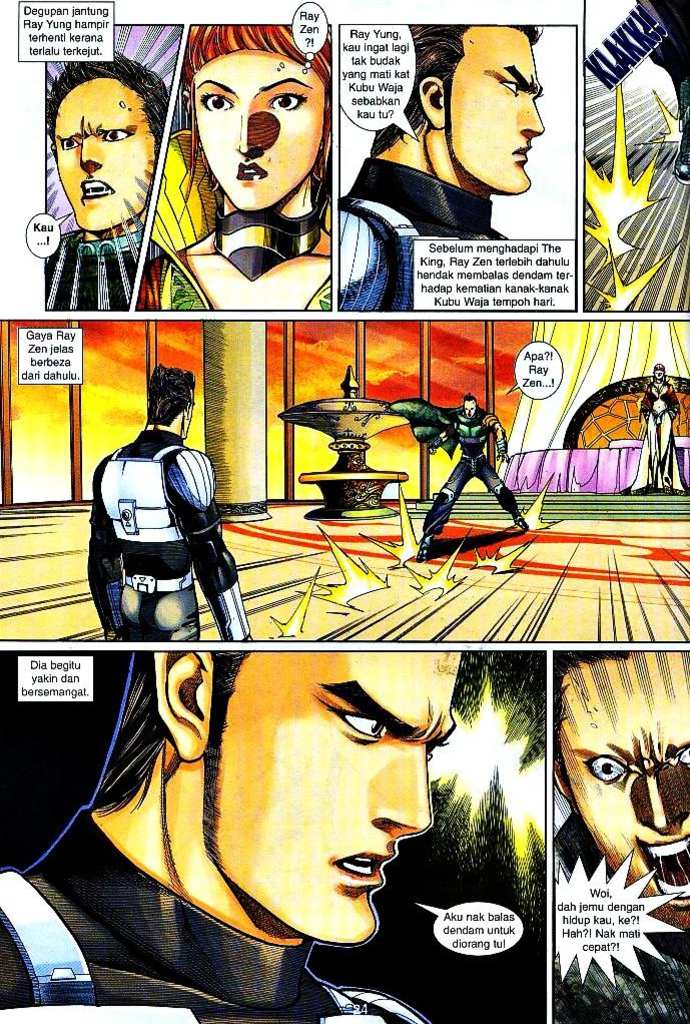 Degupan jantung
Ray Yung hampir
terhenti kerana
terlalu terkejut.
Kau
...!
Ray
Zen
?!
Ray Yung,
kau ingat lagi
tak budak
yang mati kat
Kubu Waja
sebabkan
kau tu?
Sebelum menghadapi The
King, Ray Zen terlebih dahulu
hendak membalas dendam ter-
hadap kematian kanak-kanak
Kubu Waja tempoh hari.
KLAKK!!
Gaya Ray
Zen jelas
berbeza
dari dahulu.
Apa?!
Ray
Zen...!
Dia begitu
yakin dan
bersemangat.
Aku nak balas
dendam untuk
diorang tu!
Woi,
dah jemu dengan
hidup kau, ke?!
Hah?! Nak mati
cepat?!